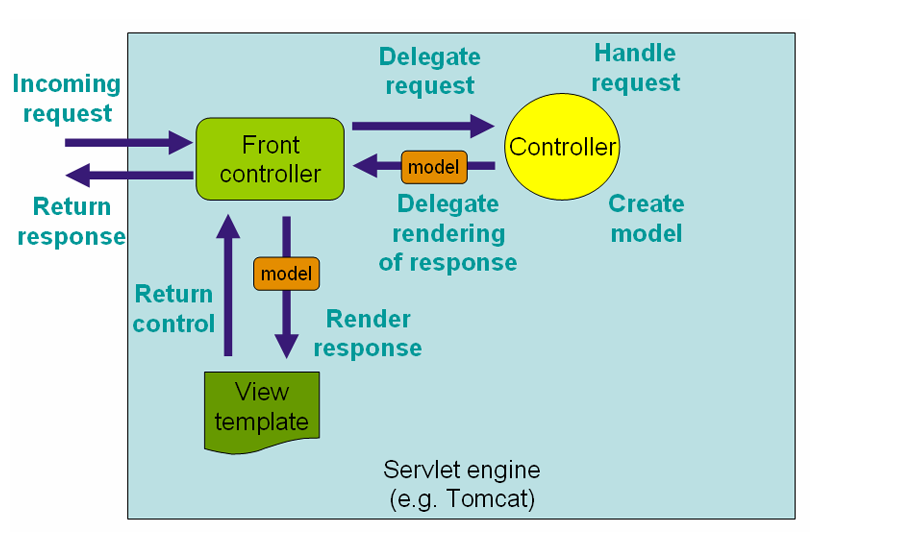 Incoming
request
Return
response
Front
controller
Delegate
request
Handle
request
Controller
model
Delegate
rendering
of response
Create
model
model
Return
control
Render
response
View
template
Servlet engine
(e.g. Tomcat)